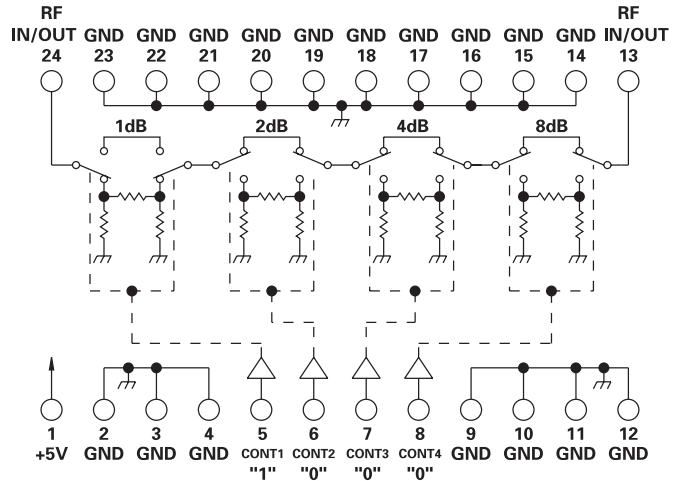 RF RF
IN/OUT GND GND GND GND GND GND GND GND GND GND IN/OUT
24 23 22 21 20 19 18 17 16 15 14 13
1dB 2dB 4dB 8dB
1 2 3 4 5 6 7 8 9 10 11 12
+5V GND GND GND CONT1 CONT2 CONT3 CONT4 GND GND GND GND
"1" "0" "0" "0"